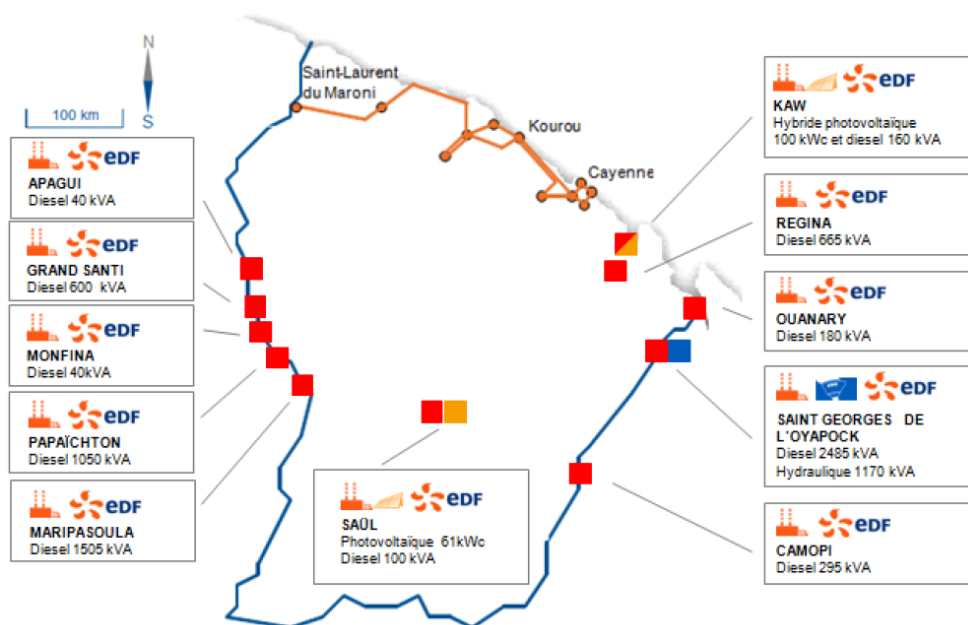 N
S
100 km
Saint-Laurent
du Maroni
Kourou
Cayenne
eDF
APAGUI
Diesel 40 kVA
eDF
GRAND SANTI
Diesel 600 kVA
eDF
MONFINA
Diesel 40kVA
eDF
PAPAÏCHTON
Diesel 1050 kVA
eDF
MARIPASOULA
Diesel 1505 kVA
eDF
SAÜL
Photovoltaïque 61kWc
Diesel 100 kVA
eDF
KAW
Hybride photovoltaïque
100 kWc et diesel 160 kVA
eDF
REGINA
Diesel 665 kVA
eDF
OUANARY
Diesel 180 kVA
eDF
SAINT GEORGES DE
L'OYAPOCK
Diesel 2485 kVA
Hydraulique 1170 kVA
eDF
CAMOPI
Diesel 295 kVA